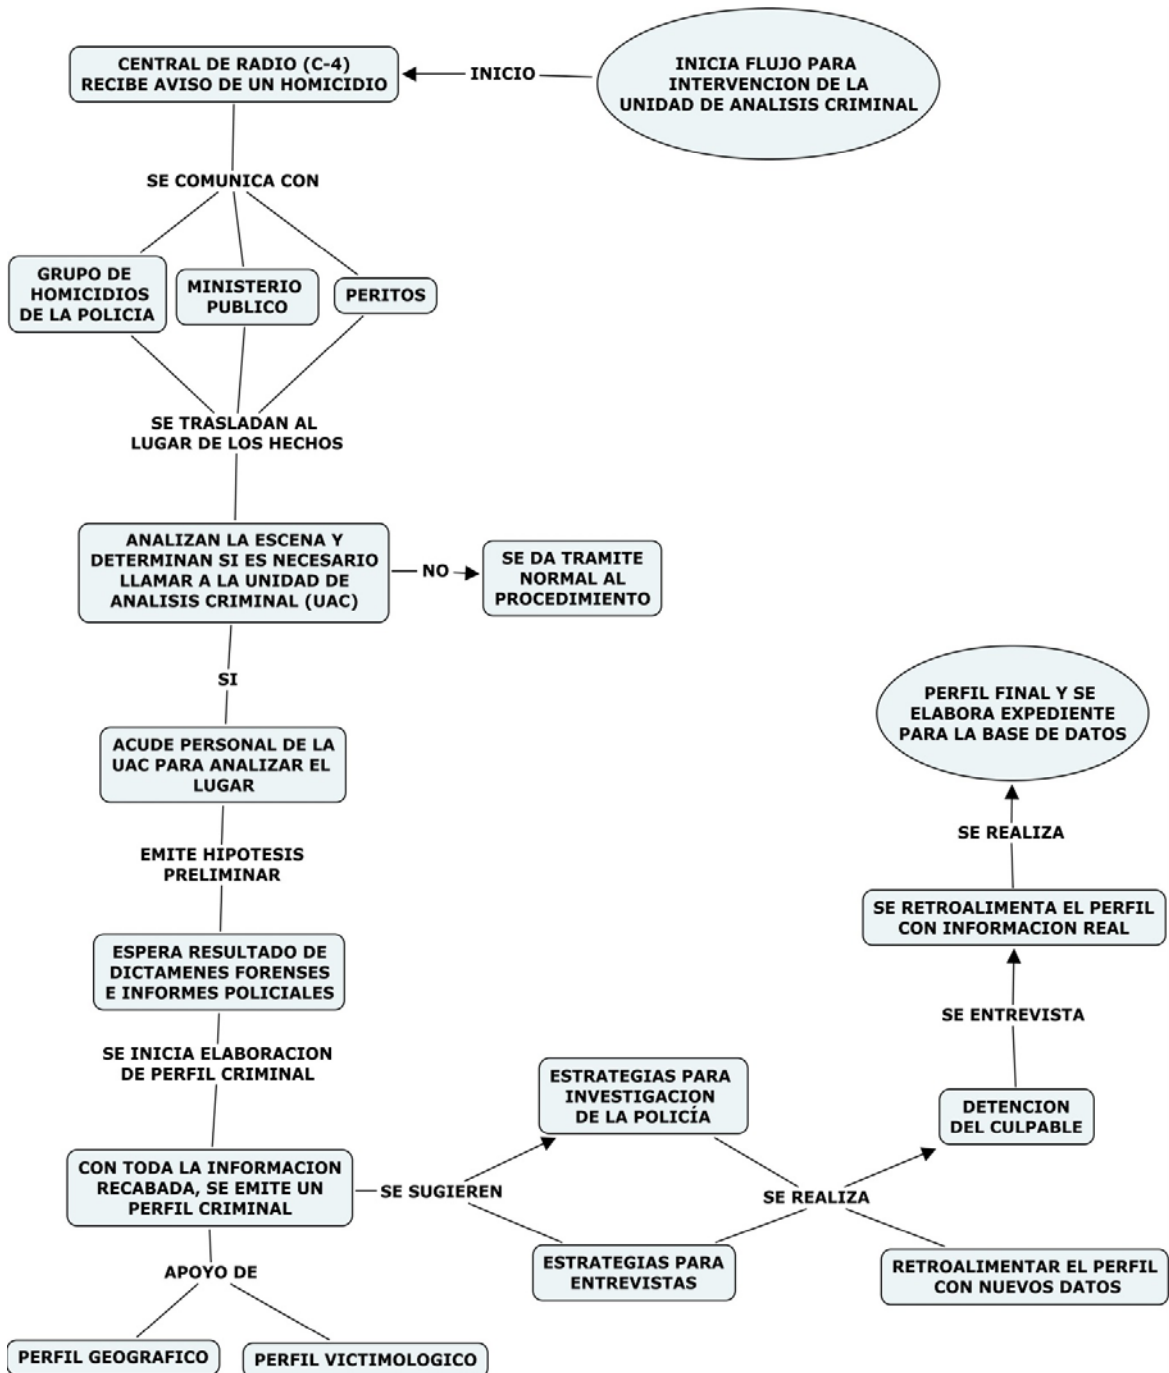 INICIA FLUJO PARA
INTERVENCION DE LA
UNIDAD DE ANALISIS CRIMINAL
INICIO
CENTRAL DE RADIO (C-4)
RECIBE AVISO DE UN HOMICIDIO
SE COMUNICA CON
GRUPO DE
HOMICIDIOS
DE LA POLICIA
MINISTERIO
PUBLICO
PERITOS
SE TRASLADAN AL
LUGAR DE LOS HECHOS
ANALIZAN LA ESCENA Y
DETERMINAN SI ES NECESARIO
LLAMAR A LA UNIDAD DE
ANALISIS CRIMINAL (UAC)
NO
SE DA TRAMITE
NORMAL AL
PROCEDIMIENTO
SI
ACUDE PERSONAL DE LA
UAC PARA ANALIZAR EL
LUGAR
EMITE HIPOTESIS
PRELIMINAR
ESPERA RESULTADO DE
DICTAMENES FORENSES
E INFORMES POLICIALES
SE INICIA ELABORACION
DE PERFIL CRIMINAL
CON TODA LA INFORMACION
RECABADA, SE EMITE UN
PERFIL CRIMINAL
APOYO DE
PERFIL GEOGRAFICO
PERFIL VICTIMOLOGICO
SE SUGIEREN
ESTRATEGIAS PARA
INVESTIGACION
DE LA POLICÍA
ESTRATEGIAS PARA
ENTREVISTAS
SE REALIZA
RETROALIMENTAR EL PERFIL
CON NUEVOS DATOS
DETENCION
DEL CULPABLE
SE ENTREVISTA
SE RETROALIMENTA EL PERFIL
CON INFORMACION REAL
SE REALIZA
PERFIL FINAL Y SE
ELABORA EXPEDIENTE
PARA LA BASE DE DATOS